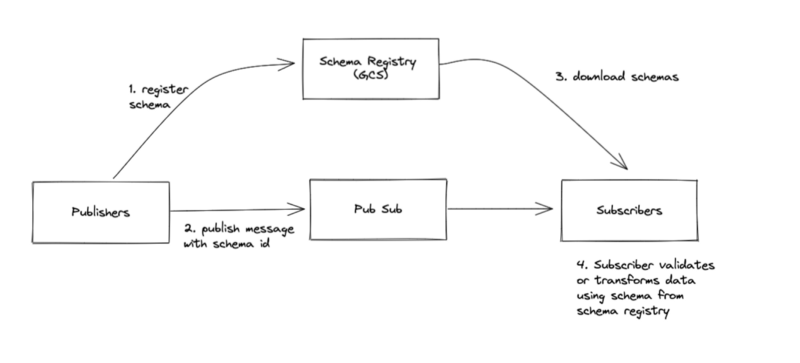 Schema Registry
(GCS)
1. register
schema
3. download schemas
Publishers
2. publish message
with schema id
Pub Sub
Subscribers
4. Subscriber validates
or transforms data
using schema from
schema registry